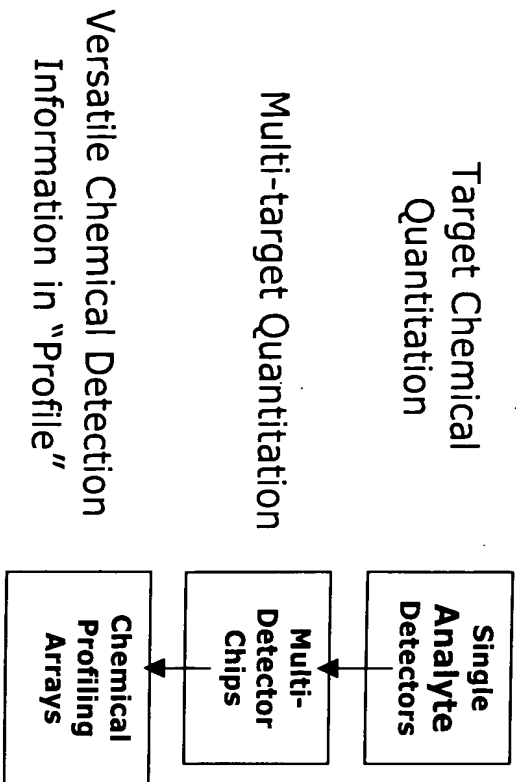 Target Chemical
Quantitation
Single
Analyte
Detectors
Multi-target Quantitation
Multi-
Detector
Chips
Versatile Chemical Detection
Information in "Profile"
Chemical
Profiling
Arrays